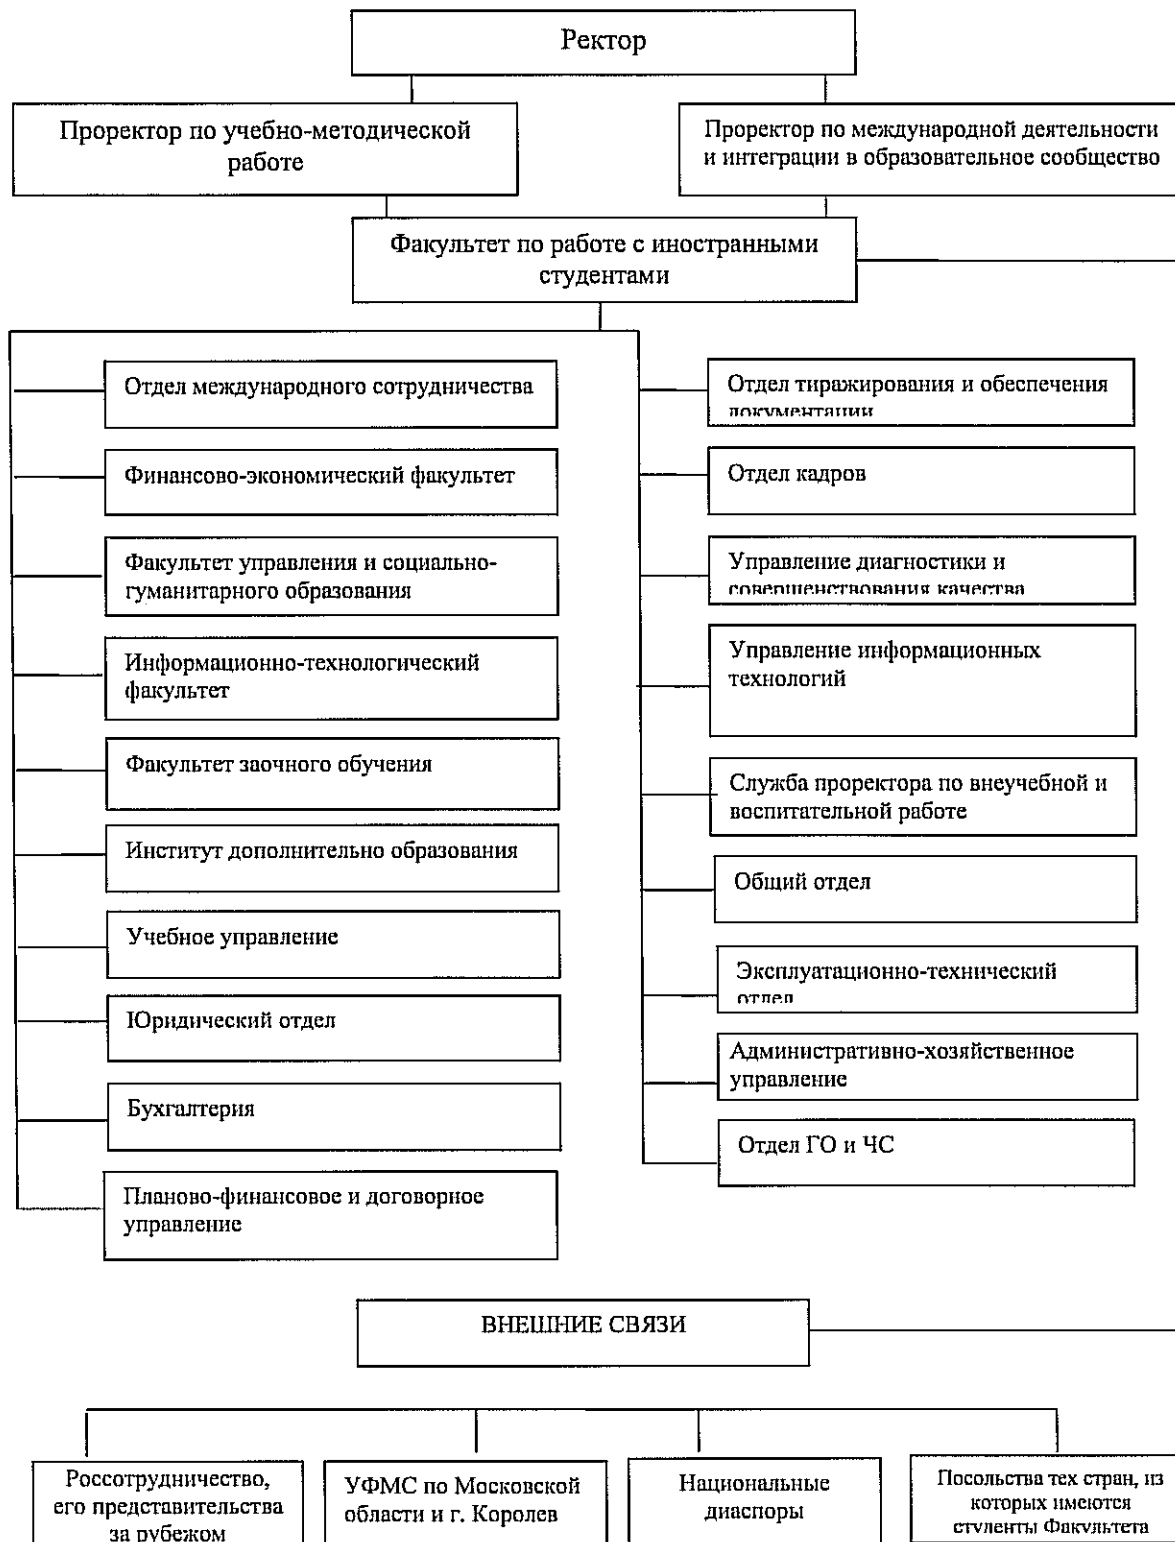 Ректор
Проректор по учебно-методической
работе
Проректор по международной деятельности
и интеграции в образовательное сообщество
Факультет по работе с иностранными
студентами
Отдел международного сотрудничества
Финансово-экономический факультет
Факультет управления и социально-
гуманитарного образования
Информационно-технологический
факультет
Факультет заочного обучения
Институт дополнительно образования
Учебное управление
Юридический отдел
Бухгалтерия
Планово-финансовое и договорное
управление
Отдел тиражирования и обеспечения
документации
Отдел кадров
Управление диагностики и
совершенствования качества
Управление информационных
технологий
Служба проректора по внеучебной и
воспитательной работе
Общий отдел
Эксплуатационно-технический
отдел
Административно-хозяйственное
управление
Отдел ГО и ЧС
ВНЕШНИЕ СВЯЗИ
Россотрудничество,
его представительства
за рубежом
УФМС по Московской
области и г. Королев
Национальные
диаспоры
Посольства тех стран, из
которых имеются
студенты Факультета